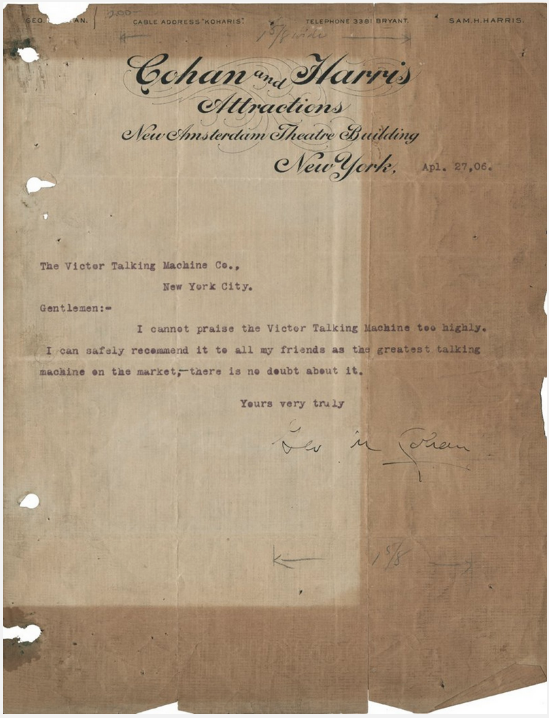 CABLE ADDRESS "KOHARIS". TELEPHONE 3381 BRYANT. SAM.H.HARRIS.
Cohan and Harris
Attractions
New Amsterdam Theatre Building
New York. Apl. 27,06.
The Victor Talking Machine Co.,
New York City.
Gentlemen:-
I cannot praise the Victor Talking Machine too highly.
I can safely recommend it to all my friends as the greatest talking
machine on the market,-there is no doubt about it.
Yours very truly
Geo M Cohan
1 5/8